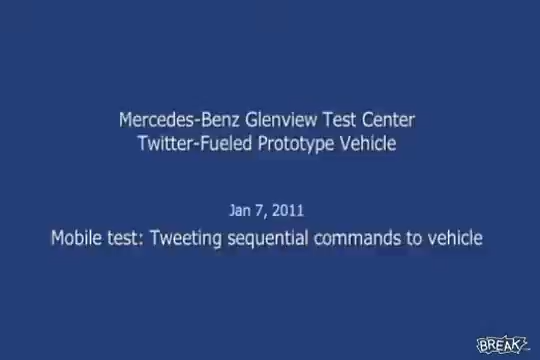 Mercedes-Benz Glenview Test Center
Twitter-Fueled Prototype Vehicle
Jan 7, 2011
Mobile test: Tweeting sequential commands to vehicle
BREAK